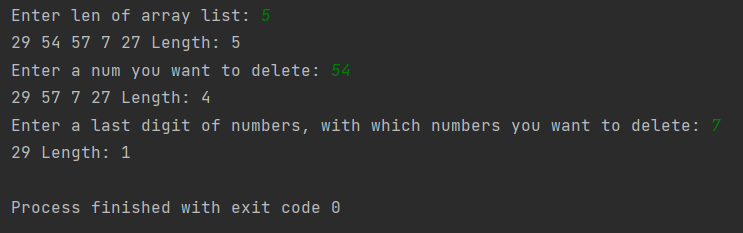 Enter len of array list: 5
29 54 57 7 27 Length: 5
Enter a num you want to delete: 54
29 57 7 27 Length: 4
Enter a last digit of numbers, with which numbers you want to delete: 7
29 Length: 1
Process finished with exit code 0